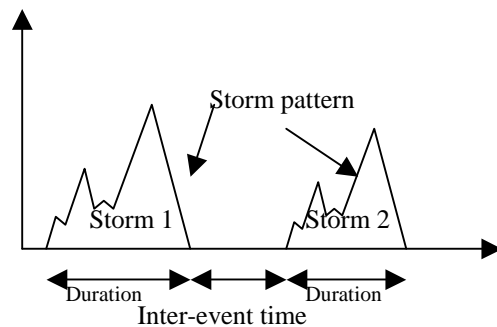 Storm pattern
Storm 1
Storm 2
Duration
Duration
Inter-event time